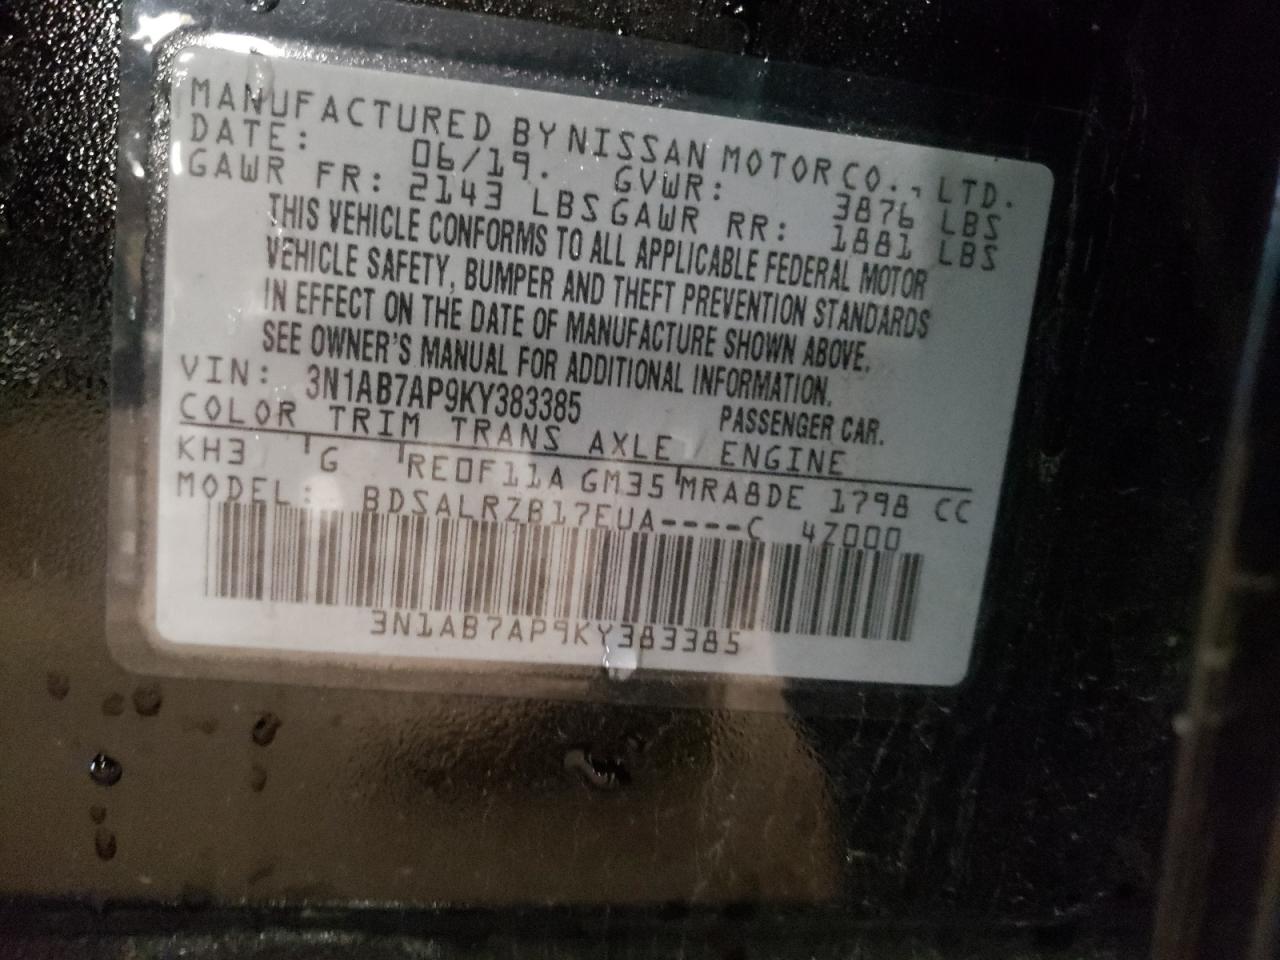 MANUFACTURED BY NISSAN MOTOR CO., LTD.
DATE: 06/19. GVWR: 3876 LBS
GAWR FR: 2143 LBS GAWR RR: 1881 LBS
THIS VEHICLE CONFORMS TO ALL APPLICABLE FEDERAL MOTOR
VEHICLE SAFETY, BUMPER AND THEFT PREVENTION STANDARDS
IN EFFECT ON THE DATE OF MANUFACTURE SHOWN ABOVE.
SEE OWNER'S MANUAL FOR ADDITIONAL INFORMATION.
VIN: 3N1AB7AP9KY383385 PASSENGER CAR.
COLOR TRIM TRANS AXLE ENGINE
KH3 G RE0F11A GM35 MRA8DE 1798 CC
MODEL: BDSALRZB17EUA----C 4Z000
3N1AB7AP9KY383385